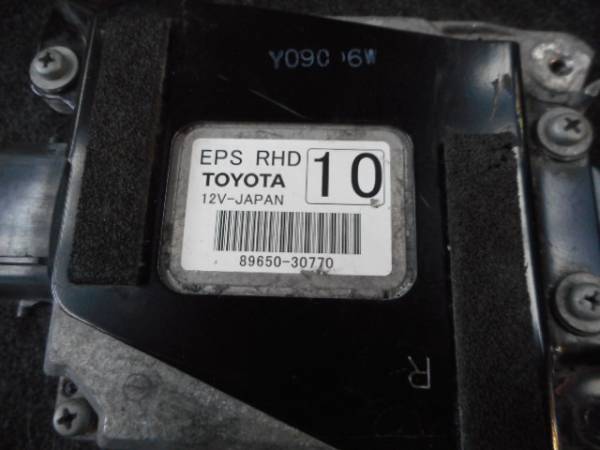 EPS RHD 10
TOYOTA
12V-JAPAN
89650-30770
R